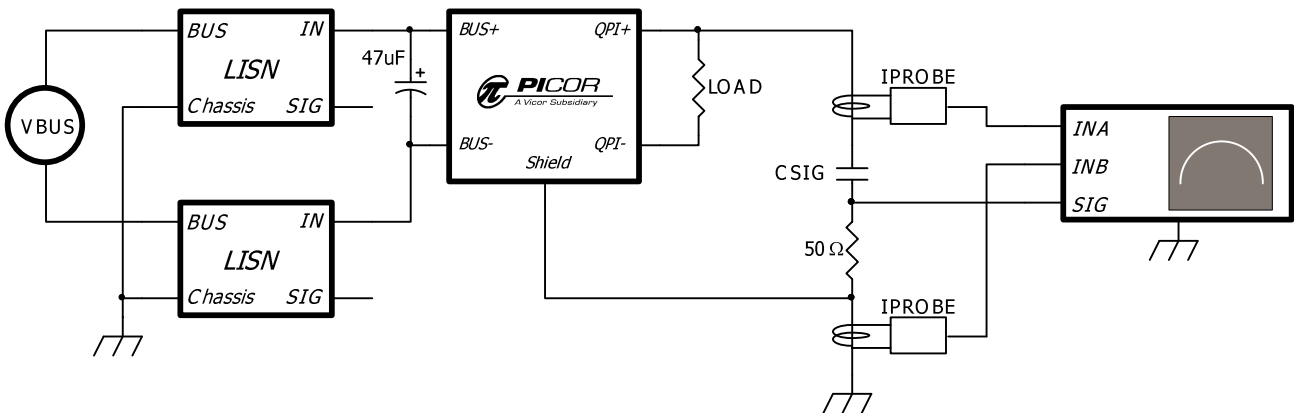 BUS IN
LISN
Chassis SIG
VBUS
BUS IN
LISN
Chassis SIG
47uF
+
BUS+ QPI+
PICOR
A Vicor Subsidiary
BUS- QPI-
Shield
LOAD
IPROBE
CSIG
50 Ω
IPROBE
INA
INB
SIG